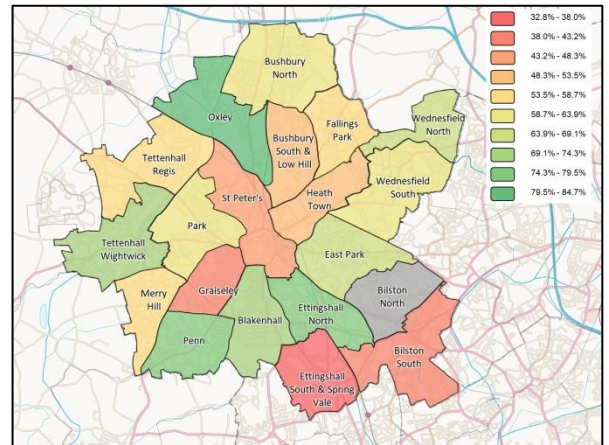 32.8% - 38.0%
38.0% - 43.2%
43.2% - 48.3%
48.3% - 53.5%
53.5% - 58.7%
58.7% - 63.9%
63.9% - 69.1%
69.1% - 74.3%
74.3% - 79.5%
79.5% - 84.7%
Bushbury
North
Oxley
Bushbury
South &
Low Hill
Fallings
Park
Wednesfield
North
Tettenhall
Regis
St Peter's
Heath
Town
Wednesfield
South
Park
Tettenhall
Wightwick
East Park
Merry
Hill
Graiseley
Blakenhall
Ettingshall
North
Bilston
North
Penn
Bilston
South
Ettingshall
South & Spring
Vale